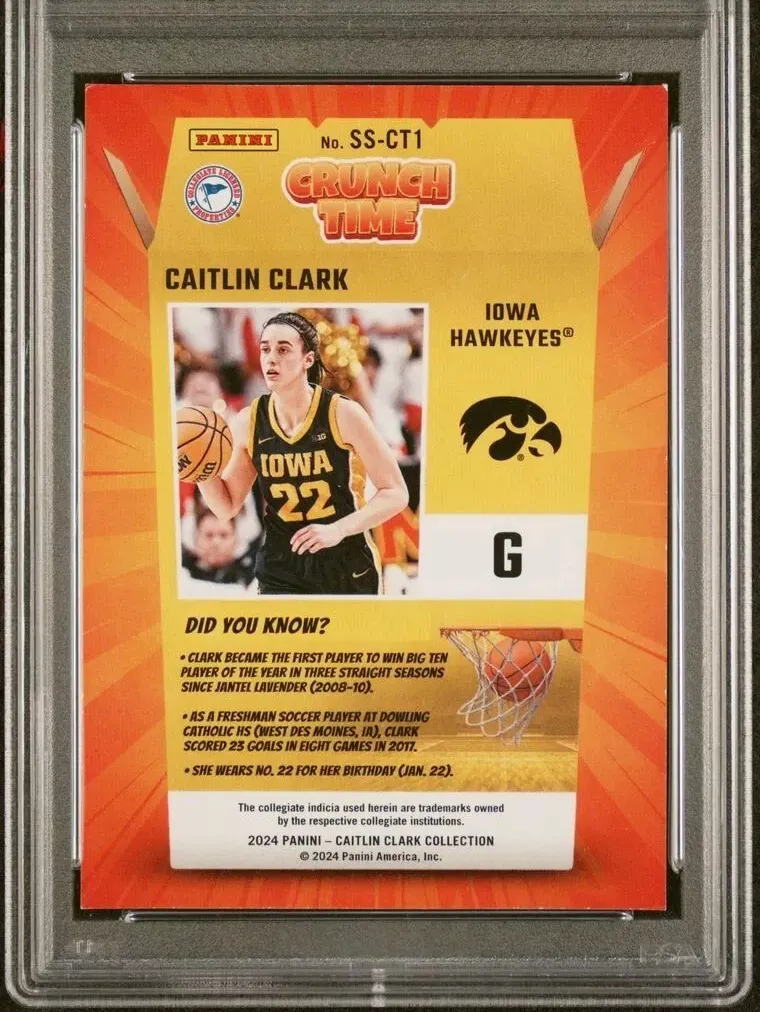 PANINI
No. SS-CT1
COLLEGIATE LICENSED PROPERTIES
CRUNCH
TIME
CAITLIN CLARK
IOWA
HAWKEYES®
IOWA
22
G
DID YOU KNOW?
• CLARK BECAME THE FIRST PLAYER TO WIN BIG TEN
PLAYER OF THE YEAR IN THREE STRAIGHT SEASONS
SINCE JANTEL LAVENDER (2008-10).
• AS A FRESHMAN SOCCER PLAYER AT DOWLING
CATHOLIC HS (WEST DES MOINES, IA), CLARK
SCORED 23 GOALS IN EIGHT GAMES IN 2017.
• SHE WEARS NO. 22 FOR HER BIRTHDAY (JAN. 22).
The collegiate indicia used herein are trademarks owned
by the respective collegiate institutions.
2024 PANINI – CAITLIN CLARK COLLECTION
© 2024 Panini America, Inc.
PSA